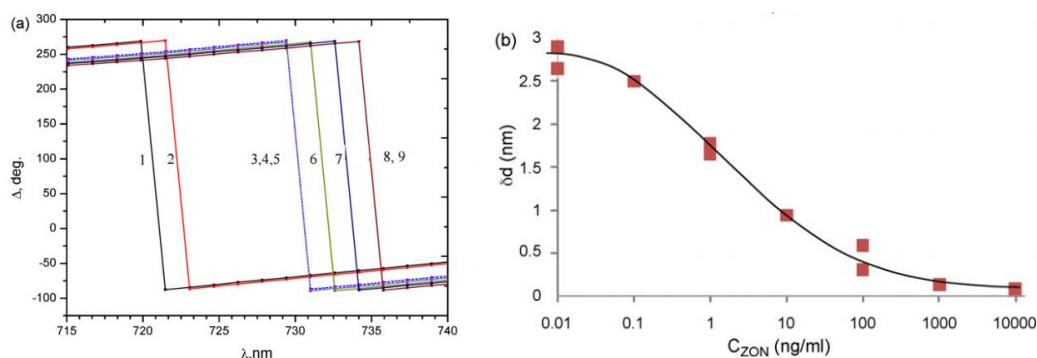 (a)
300
250
200
150
100
50
0
-50
-100
Δ, deg.
1 2 3,4,5 6 7 8, 9
715 720 725 730 735 740
λ,nm
(b)
3
2.5
2
1.5
1
0.5
0
δd (nm)
0.01 0.1 1 10 100 1000 10000
C_ZON (ng/ml)